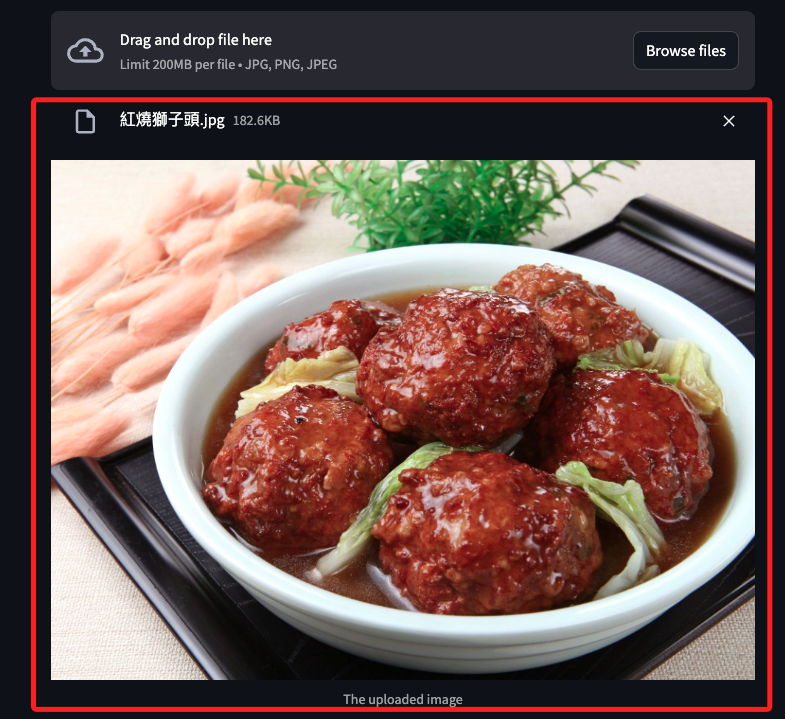 Drag and drop file here
Limit 200MB per file • JPG, PNG, JPEG
Browse files
紅燒獅子頭.jpg 182.6KB
The uploaded image